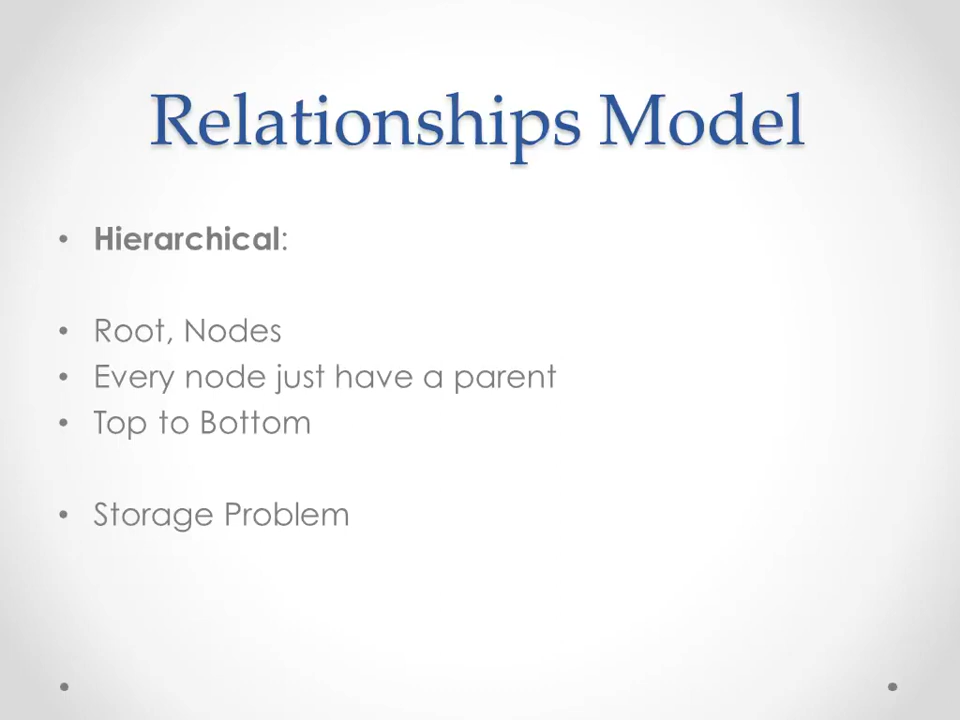 Relationships Model
• Hierarchical:
• Root, Nodes
• Every node just have a parent
• Top to Bottom
• Storage Problem